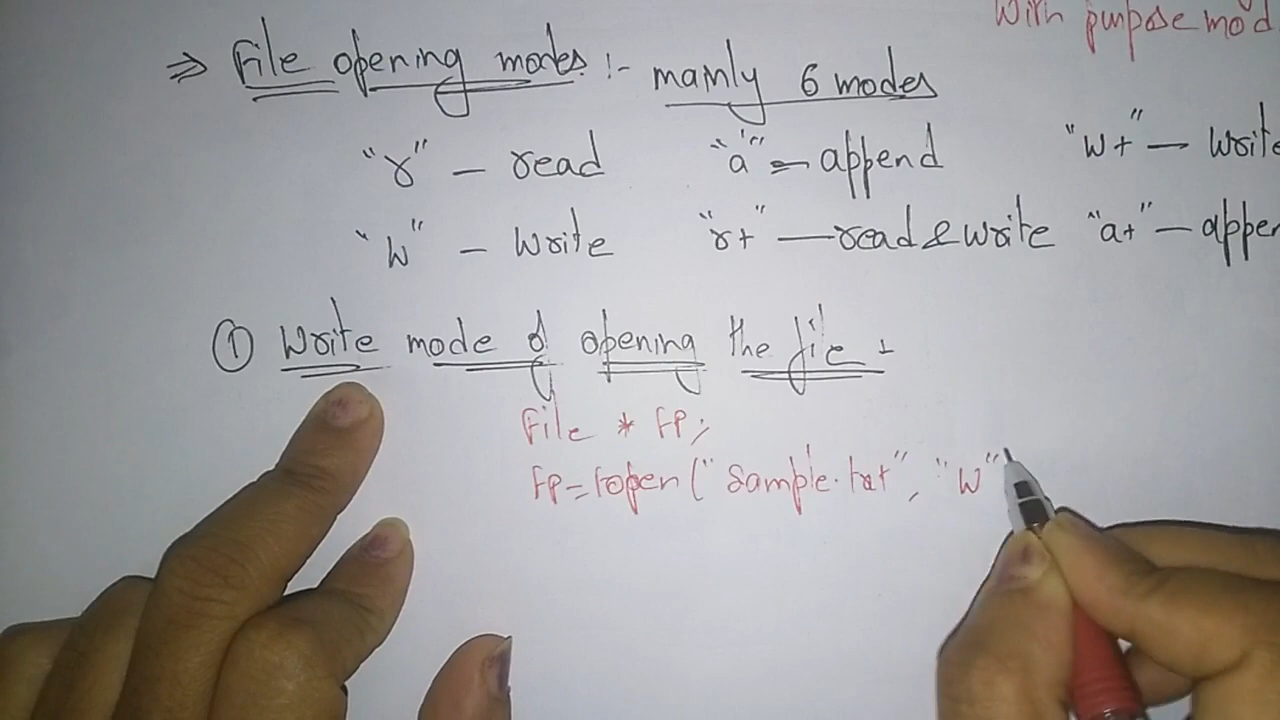 With purpose mod
⇒ File opening modes :- mainly 6 modes
"r" — read "a" = append "w+" — write
"w" — write "r+" — read & write "a+" — appen
① Write mode of opening the file :-
File * FP;
FP = fopen ("Sample.txt", "w"